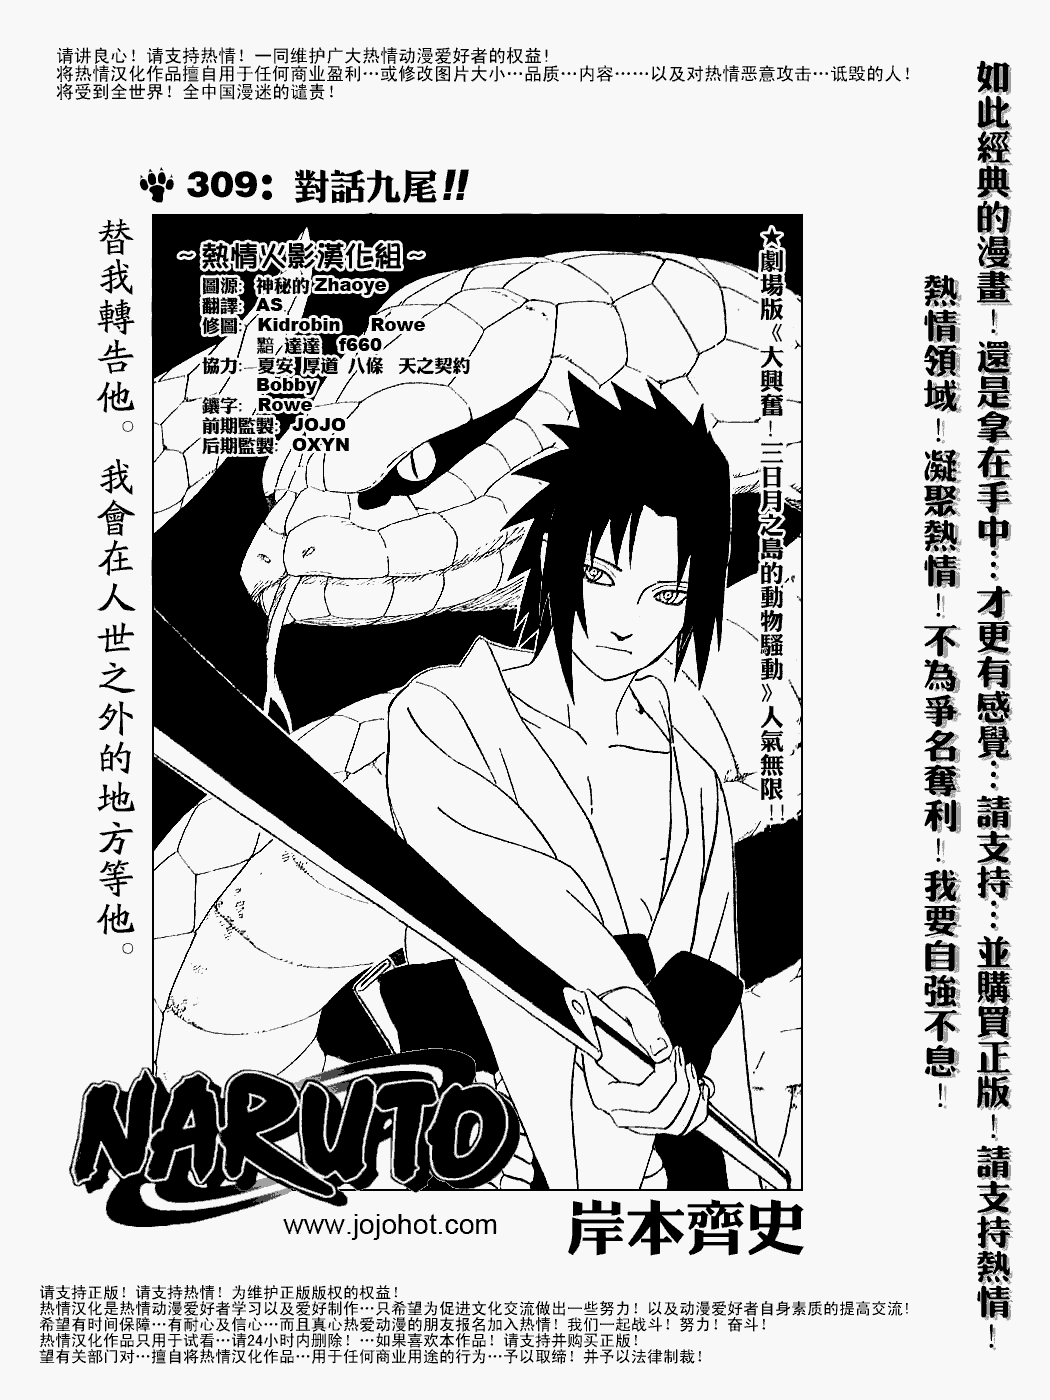 请讲良心！请支持热情！一同维护广大热情动漫爱好者的权益！
将热情汉化作品擅自用于任何商业盈利…或修改图片大小…品质…内容……以及对热情恶意攻击…诋毁的人！
将受到全世界！全中国漫迷的谴责！
如此經典的漫畫！還是拿在手中…才更有感覺…請支持…並購買正版！請支持熱情！
熱情領域！凝聚熱情！不為爭名奪利！我要自強不息！
309：對話九尾!!
★劇場版《大興奮！三日月之島的動物騷動》人氣無限!!
~熱情火影漢化組~
圖源：神秘的 Zhaoye
翻譯：AS
修圖：Kidrobin Rowe
黯 達達 f660
協力：夏安 厚道 八條 天之契約
Bobby
鑲字：Rowe
前期監製：JOJO
后期監製：OXYN
替我轉告他。我會在人世之外的地方等他。
NARUTO
www.jojohot.com
岸本齊史
请支持正版！请支持热情！为维护正版版权的权益！
热情汉化是热情动漫爱好者学习以及爱好制作…只希望为促进文化交流做出一些努力！以及动漫爱好者自身素质的提高交流！
希望有时间保障…有耐心及信心…而且真心热爱动漫的朋友报名加入热情！我们一起战斗！努力！奋斗！
热情汉化作品只用于试看…请24小时内删除！…如果喜欢本作品！请支持并购买正版！
望有关部门对…擅自将热情汉化作品…用于任何商业用途的行为…予以取缔！并予以法律制裁！